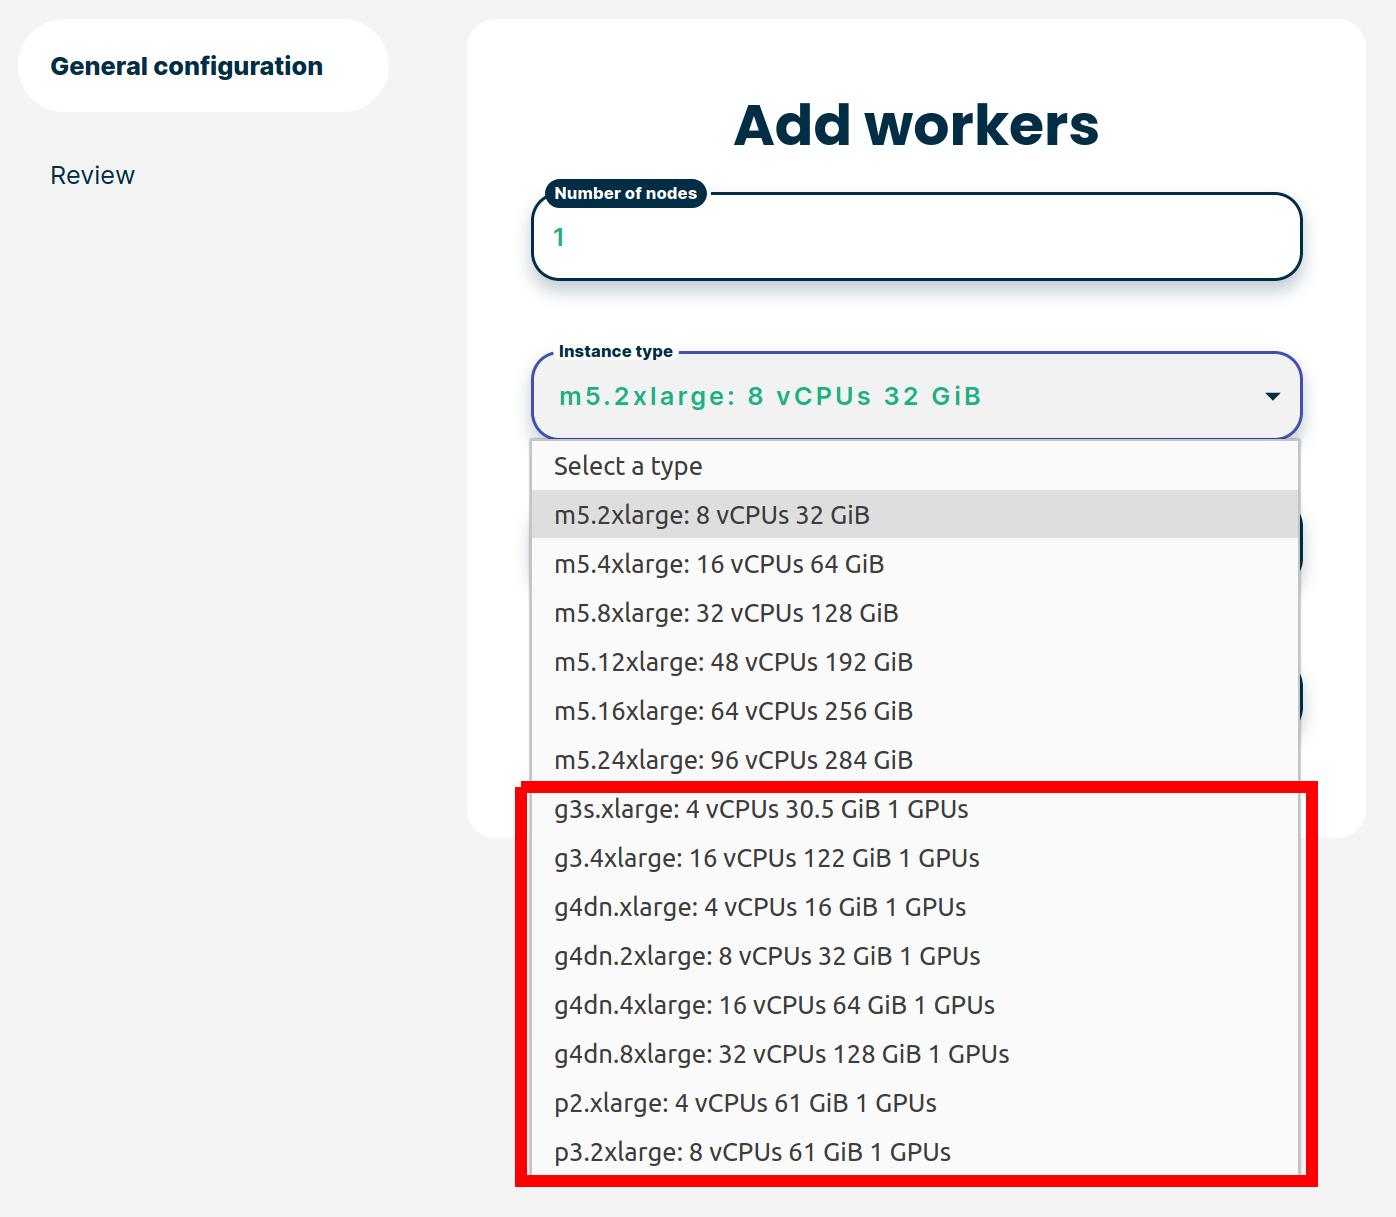 General configuration
Review
Add workers
Number of nodes
1
Instance type
m5.2xlarge: 8 vCPUs 32 GiB
Select a type
m5.2xlarge: 8 vCPUs 32 GiB
m5.4xlarge: 16 vCPUs 64 GiB
m5.8xlarge: 32 vCPUs 128 GiB
m5.12xlarge: 48 vCPUs 192 GiB
m5.16xlarge: 64 vCPUs 256 GiB
m5.24xlarge: 96 vCPUs 284 GiB
g3s.xlarge: 4 vCPUs 30.5 GiB 1 GPUs
g3.4xlarge: 16 vCPUs 122 GiB 1 GPUs
g4dn.xlarge: 4 vCPUs 16 GiB 1 GPUs
g4dn.2xlarge: 8 vCPUs 32 GiB 1 GPUs
g4dn.4xlarge: 16 vCPUs 64 GiB 1 GPUs
g4dn.8xlarge: 32 vCPUs 128 GiB 1 GPUs
p2.xlarge: 4 vCPUs 61 GiB 1 GPUs
p3.2xlarge: 8 vCPUs 61 GiB 1 GPUs